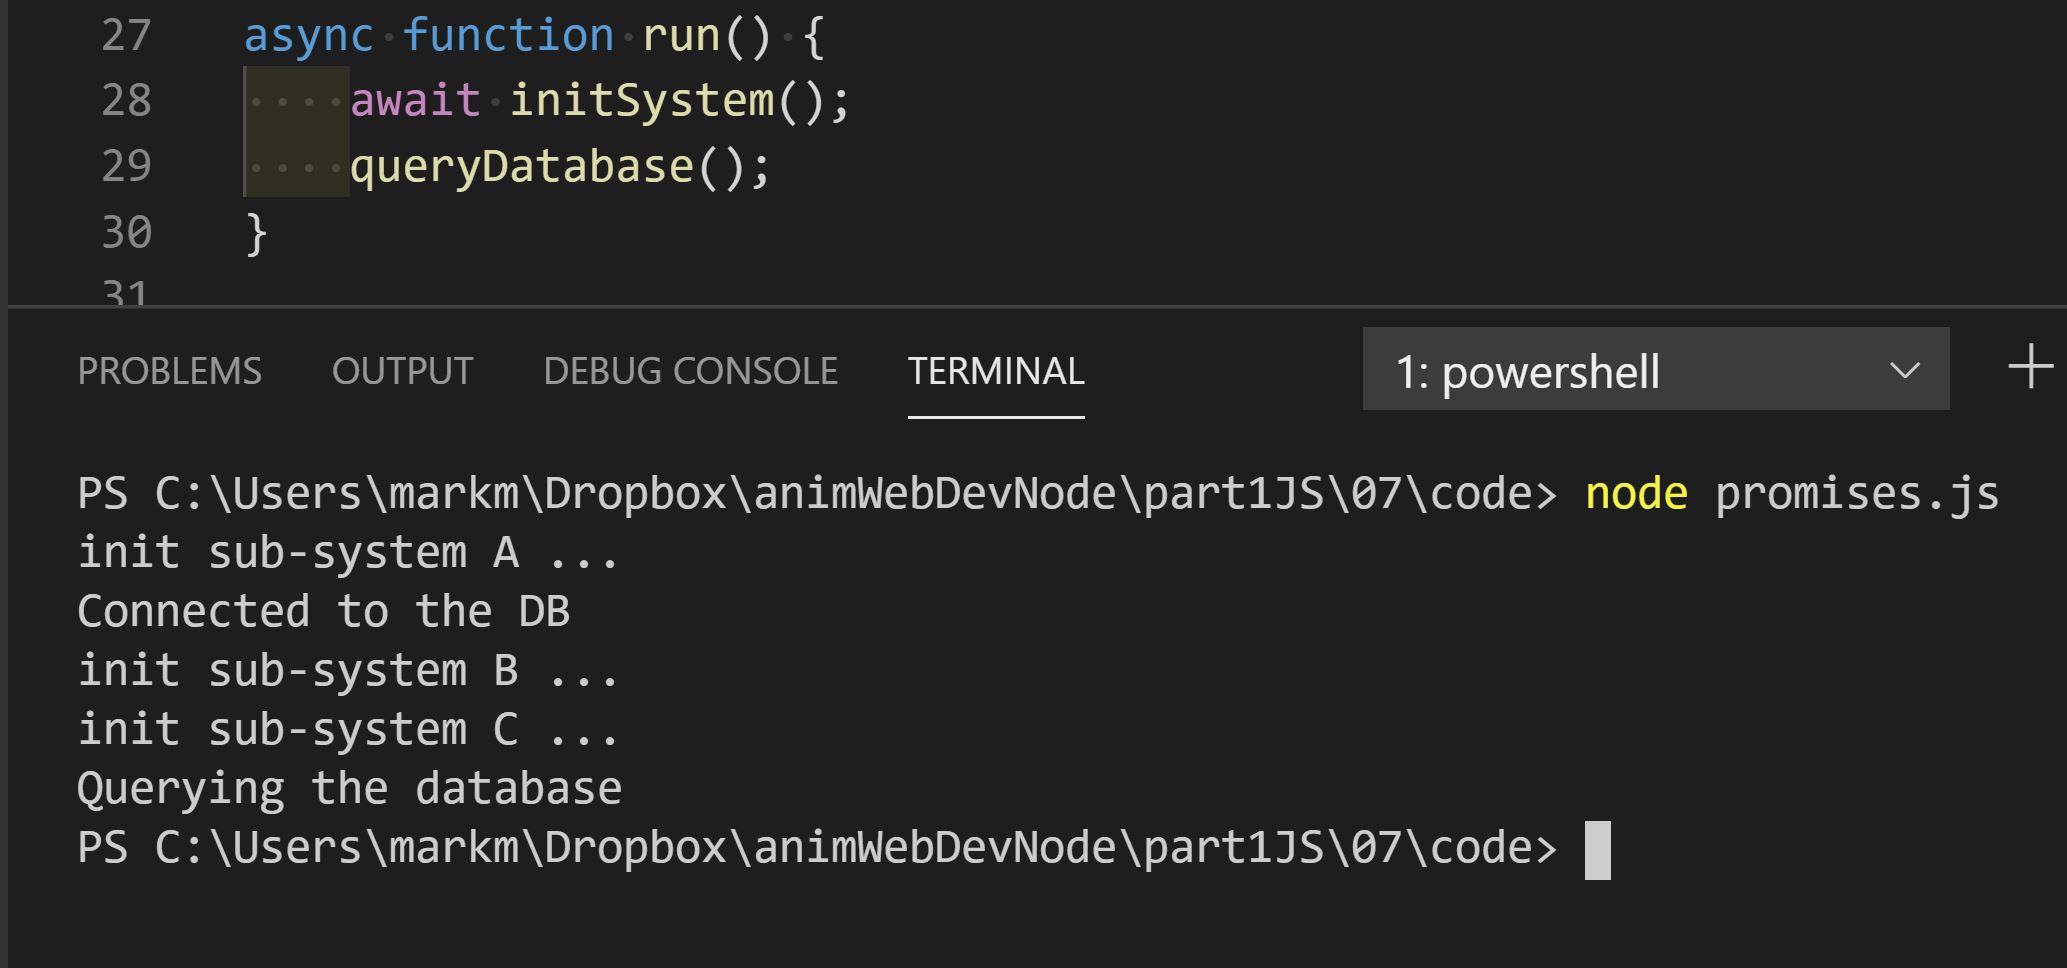 27 async function run() {
28 await initSystem();
29 queryDatabase();
30 }
31
PROBLEMS OUTPUT DEBUG CONSOLE TERMINAL 1: powershell
PS C:\Users\markm\Dropbox\animWebDevNode\part1JS\07\code> node promises.js
init sub-system A ...
Connected to the DB
init sub-system B ...
init sub-system C ...
Querying the database
PS C:\Users\markm\Dropbox\animWebDevNode\part1JS\07\code>